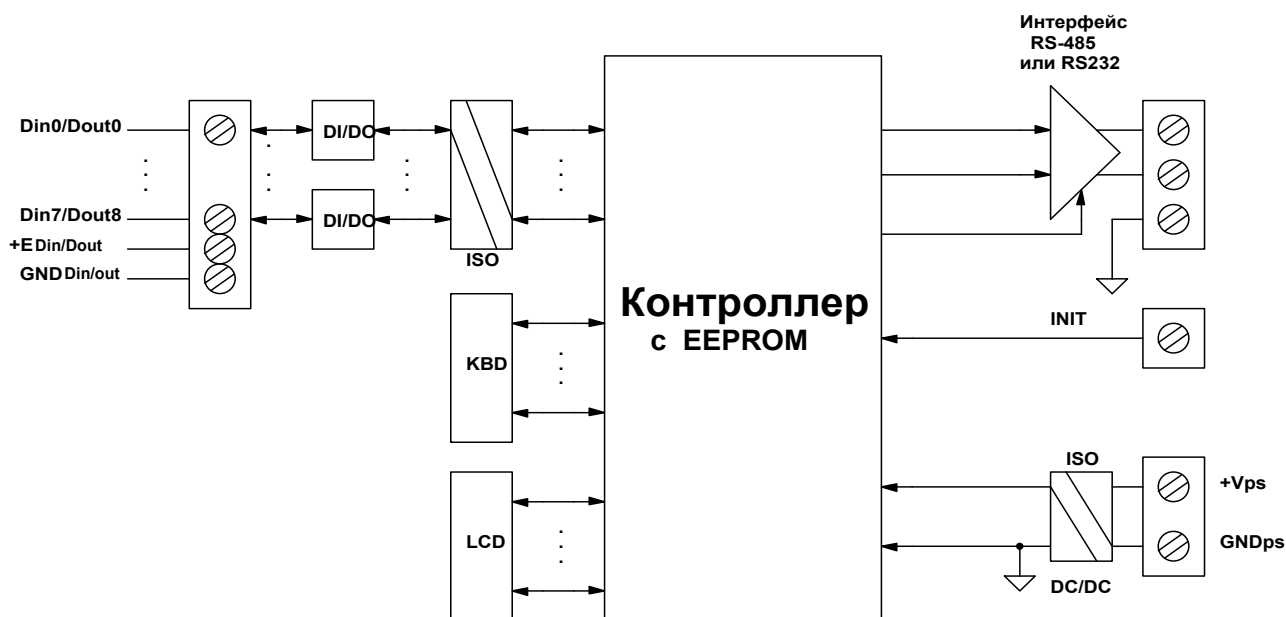 Интерфейс
RS-485
или RS232
Din0/Dout0
DI/DO
Din7/Dout8
DI/DO
+E Din/Dout
GND Din/out
ISO
Контроллер
с EEPROM
INIT
KBD
ISO
+Vps
LCD
GNDps
DC/DC